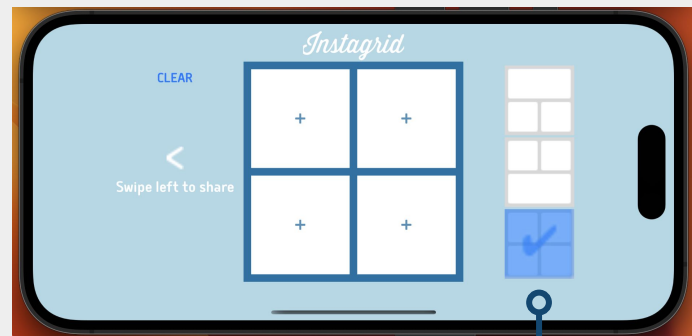 Instagrid
CLEAR
+ +
<
Swipe left to share
+ +